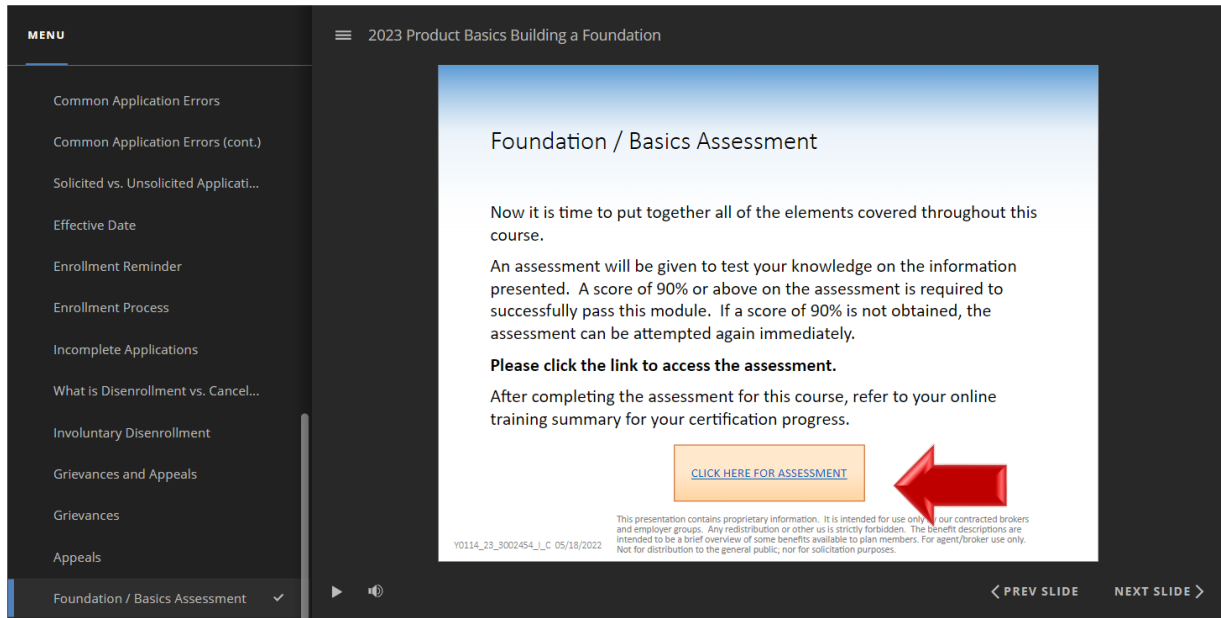 MENU
Common Application Errors
Common Application Errors (cont.)
Solicited vs. Unsolicited Applicati...
Effective Date
Enrollment Reminder
Enrollment Process
Incomplete Applications
What is Disenrollment vs. Cancel...
Involuntary Disenrollment
Grievances and Appeals
Grievances
Appeals
Foundation / Basics Assessment
2023 Product Basics Building a Foundation
Foundation / Basics Assessment
Now it is time to put together all of the elements covered throughout this
course.
An assessment will be given to test your knowledge on the information
presented. A score of 90% or above on the assessment is required to
successfully pass this module. If a score of 90% is not obtained, the
assessment can be attempted again immediately.
Please click the link to access the assessment.
After completing the assessment for this course, refer to your online
training summary for your certification progress.
CLICK HERE FOR ASSESSMENT
This presentation contains proprietary information. It is intended for use only by our contracted brokers
and employer groups. Any redistribution or other us is strictly forbidden. The benefit descriptions are
intended to be a brief overview of some benefits available to plan members. For agent/broker use only.
Not for distribution to the general public; nor for solicitation purposes.
Y0114_23_3002454_I_C 05/18/2022
PREV SLIDE
NEXT SLIDE